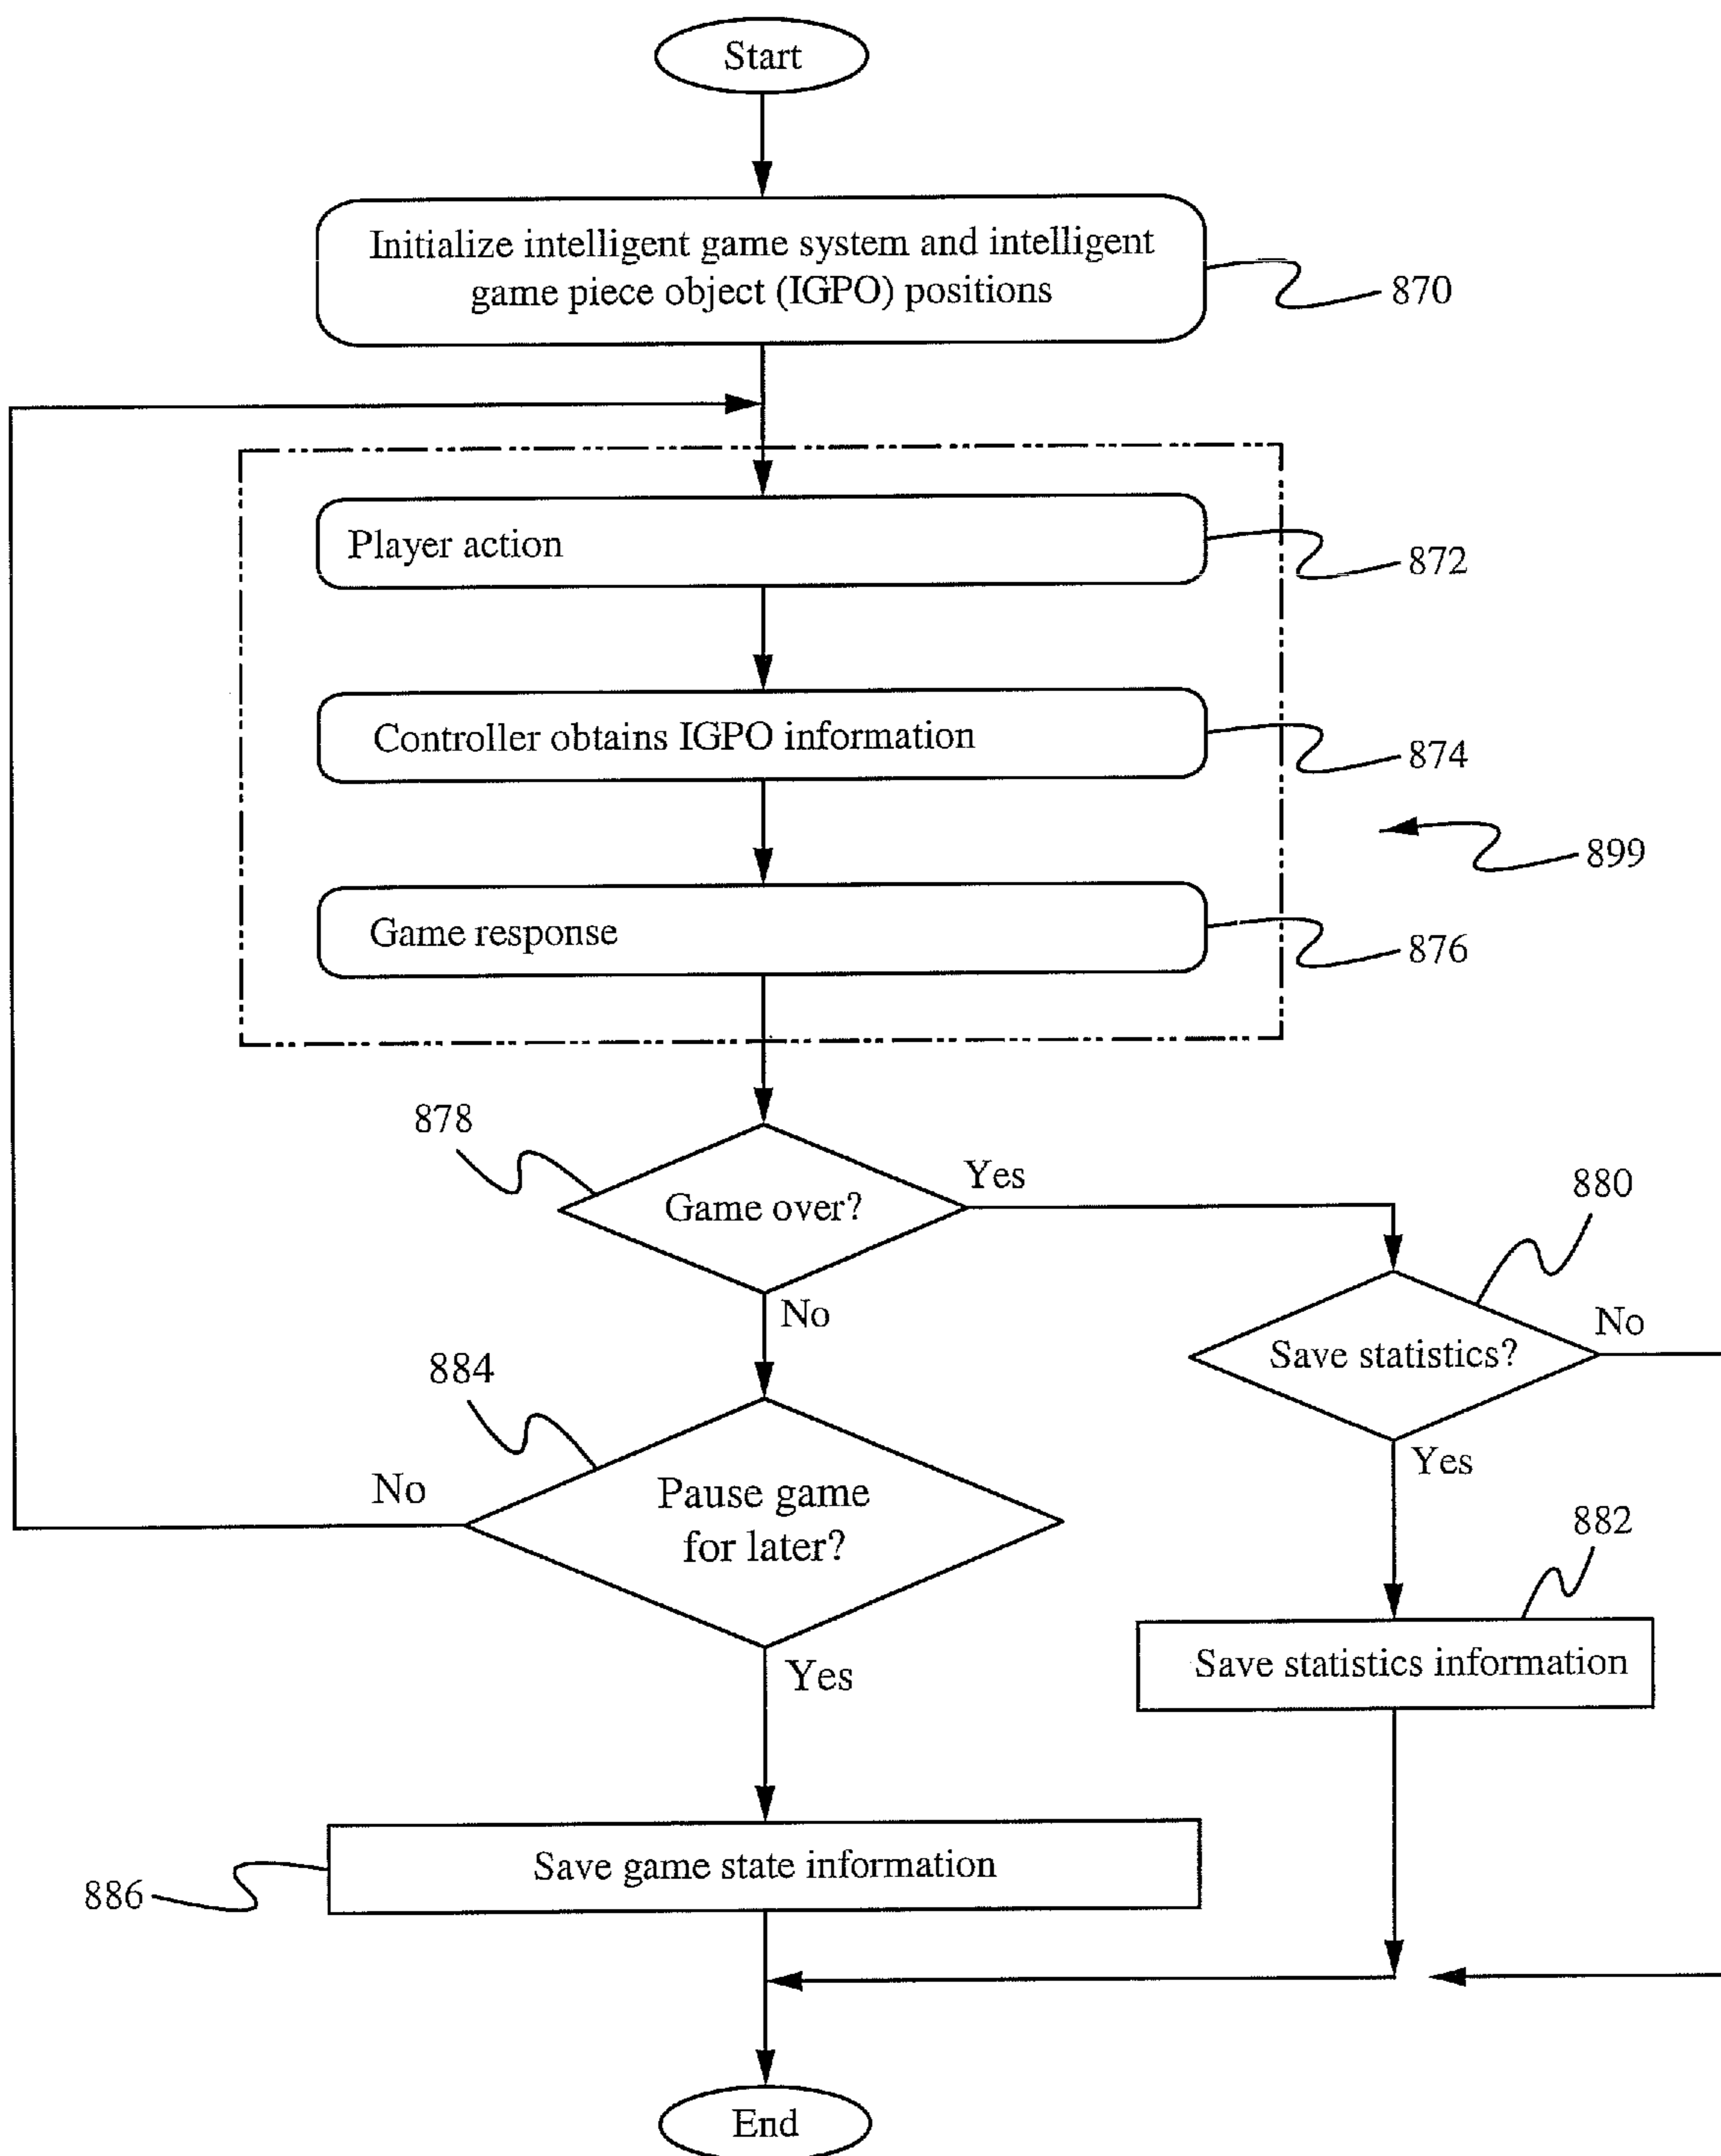 Start
Initialize intelligent game system and intelligent
game piece object (IGPO) positions
870
Player action
872
Controller obtains IGPO information
874
899
Game response
876
878
Game over?
Yes
No
880
Save statistics?
No
Yes
884
No
Pause game
for later?
Yes
882
Save statistics information
Save game state information
886
End